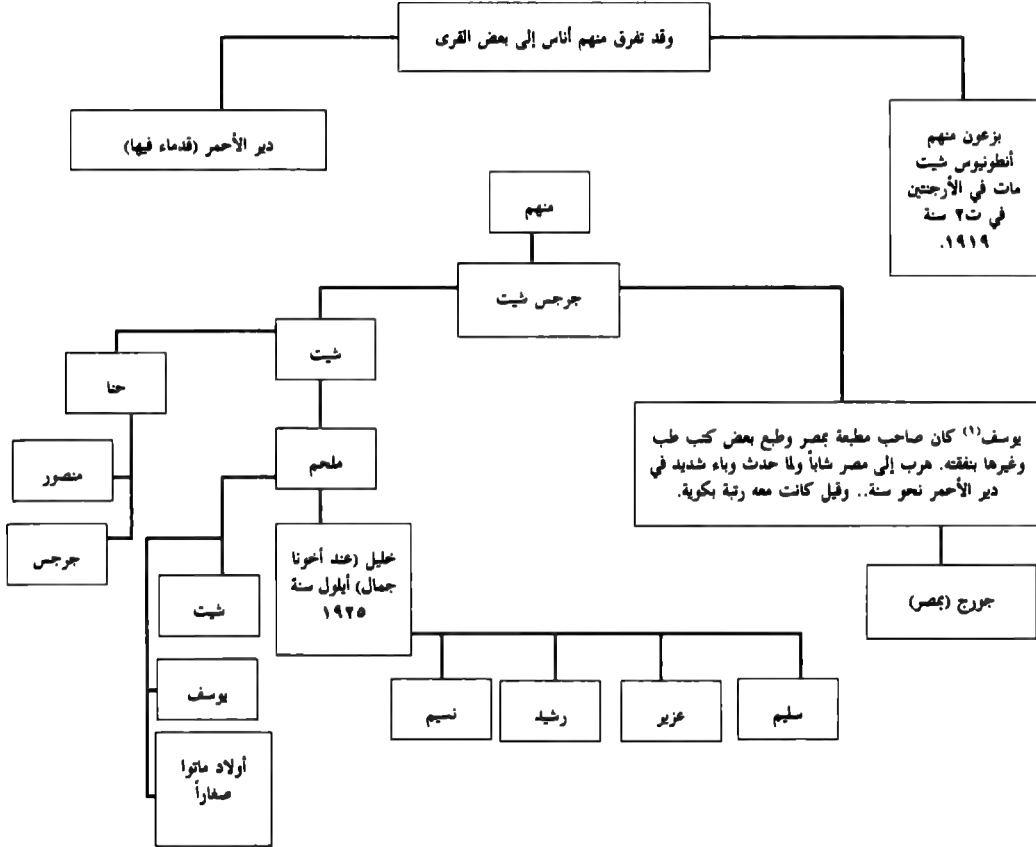 وقد تفرق منهم أناس إلى بعض القرى
بزعون منهم
أنطونيوس شيت
مات في الأرجنتين
في ت٢ سنة
١٩١٩.
دير الأحمر (قدماء فيها)
منهم
جرجس شيت
شيت
حنا
منصور
جرجس
ملحم
يوسف(١) كان صاحب مطبعة بمصر وطبع بعض كتب طب
وغيرها بنفقته. هرب إلى مصر شاباً ولما حدث وباء شديد في
دير الأحمر نحو سنة.. وقيل كانت معه رتبة بكوية.
جورج (بمصر)
خليل (عند أخونا
جمال) أيلول سنة
١٩٢٥
شيت
يوسف
أولاد ماتوا
صغاراً
سليم
عزيز
رشيد
نسيم